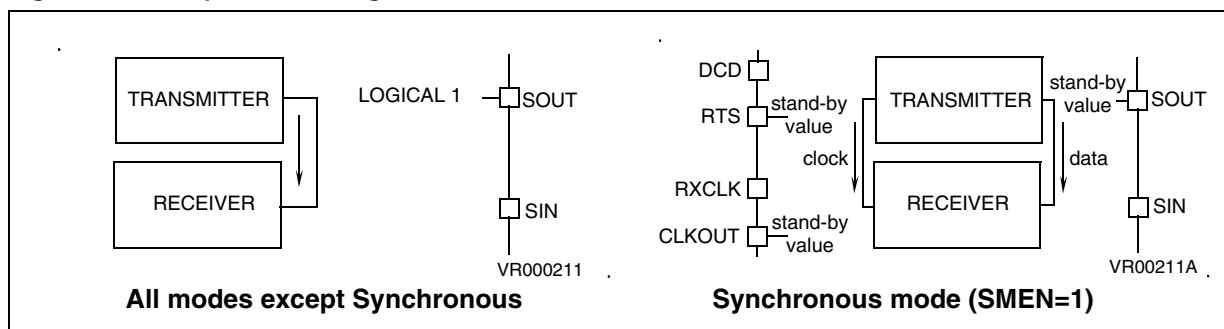 TRANSMITTER
RECEIVER
LOGICAL 1
SOUT
SIN
VR000211
All modes except Synchronous
DCD
RTS
stand-by
value
clock
RXCLK
CLKOUT
stand-by
value
TRANSMITTER
RECEIVER
data
stand-by
value
SOUT
SIN
VR00211A
Synchronous mode (SMEN=1)